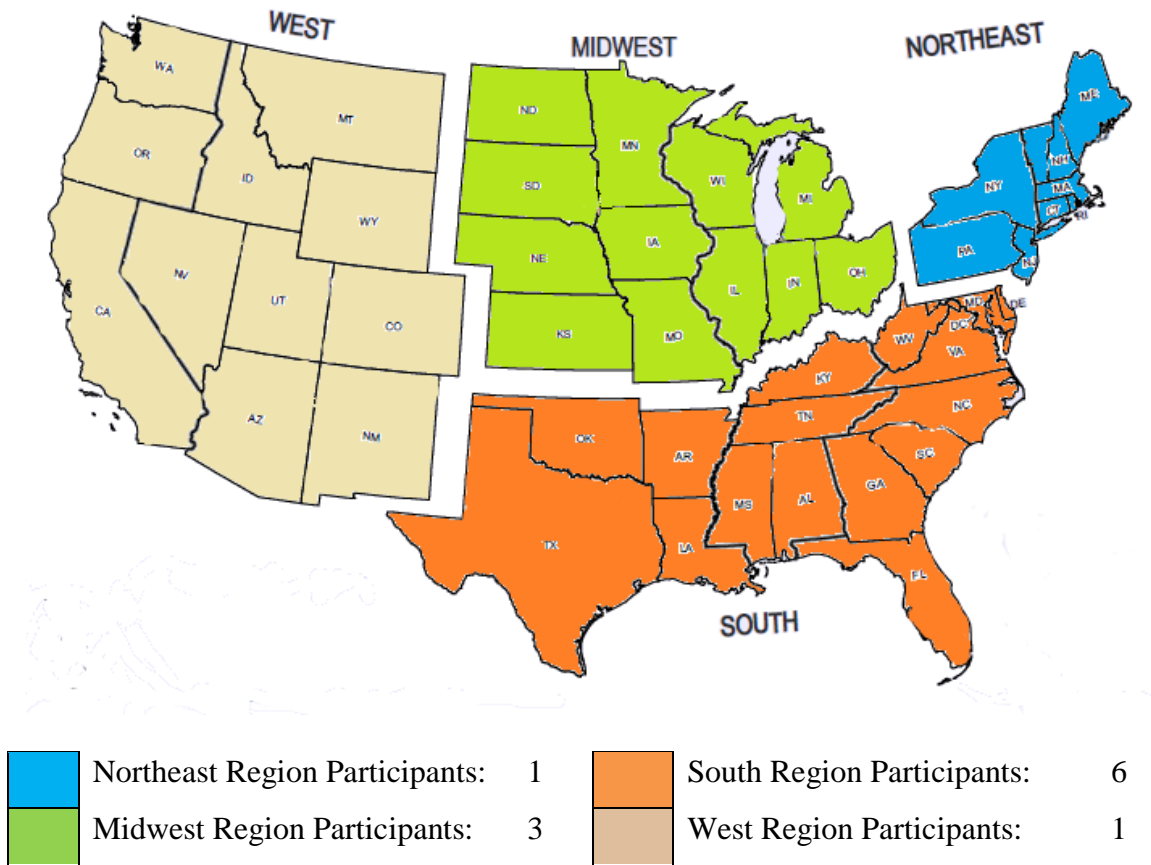 WEST
MIDWEST
NORTHEAST
WA
MT
OR
ID
WY
NV
UT
CO
CA
AZ
NM
ND
MN
SD
WI
MI
NE
IA
IL
IN
OH
KS
MO
ME
NH
NY
MA
CT
RI
PA
NJ
MD
DE
DC
WV
VA
KY
NC
TN
SC
OK
AR
MS
AL
GA
TX
LA
FL
SOUTH
Northeast Region Participants: 1
South Region Participants: 6
Midwest Region Participants: 3
West Region Participants: 1